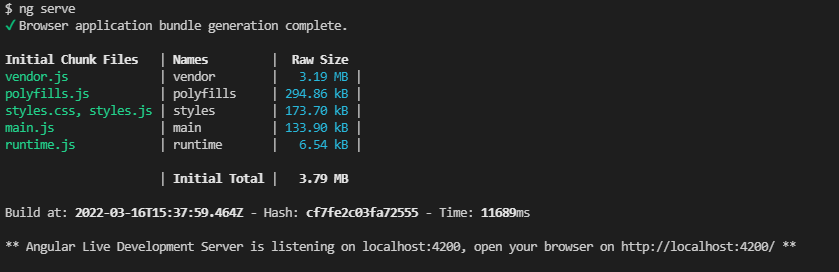 $ ng serve
✓ Browser application bundle generation complete.
Initial Chunk Files | Names | Raw Size
vendor.js | vendor | 3.19 MB |
polyfills.js | polyfills | 294.86 kB |
styles.css, styles.js | styles | 173.70 kB |
main.js | main | 133.90 kB |
runtime.js | runtime | 6.54 kB |
| Initial Total | 3.79 MB
Build at: 2022-03-16T15:37:59.464Z - Hash: cf7fe2c03fa72555 - Time: 11689ms
** Angular Live Development Server is listening on localhost:4200, open your browser on http://localhost:4200/ **